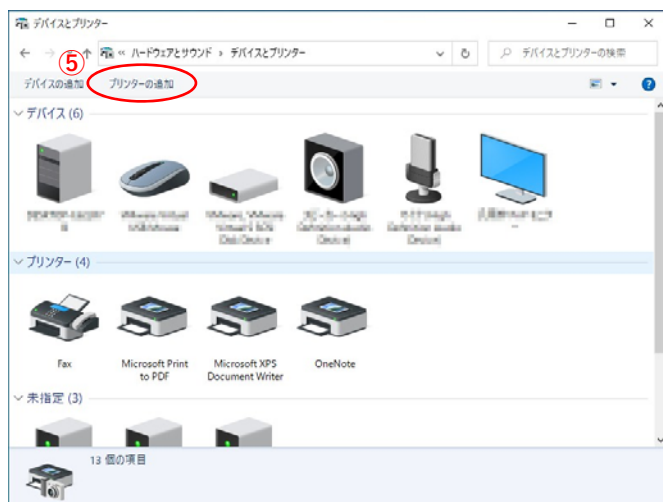 デバイスとプリンター
« ハードウェアとサウンド › デバイスとプリンター
デバイスとプリンターの検索
⑤
デバイスの追加 プリンターの追加
デバイス (6)
プリンター (4)
Fax
Microsoft Print
to PDF
Microsoft XPS
Document Writer
OneNote
未指定 (3)
13 個の項目